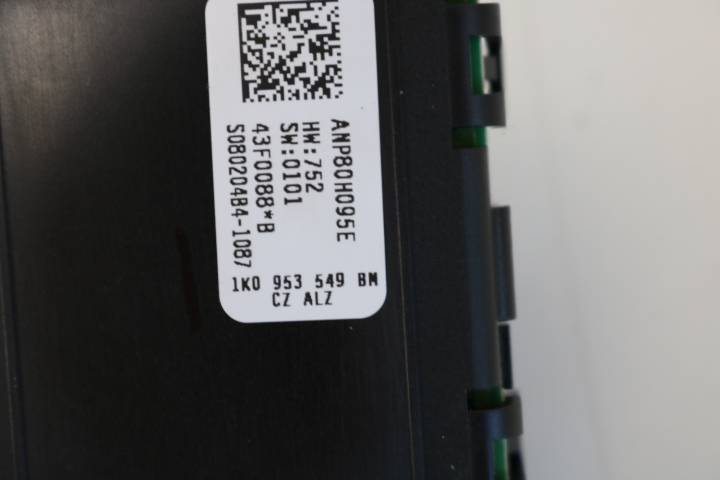 ANP80H095E
HW:752
SW:0101
43F0088*B
S080204B4-1087
1K0 953 549 BM
CZ ALZ